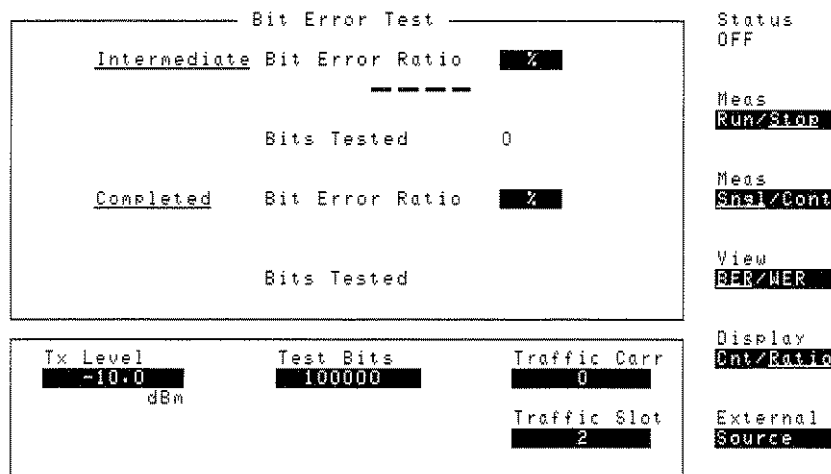 Bit Error Test
Intermediate Bit Error Ratio %
----
Bits Tested 0
Completed Bit Error Ratio %
Bits Tested
Tx Level
-10.0
dBm
Test Bits
100000
Traffic Carr
0
Traffic Slot
2
Status
OFF
Meas
Run/Stop
Meas
Sngl/Cont
View
BER/WER
Display
Cnt/Ratio
External
Source